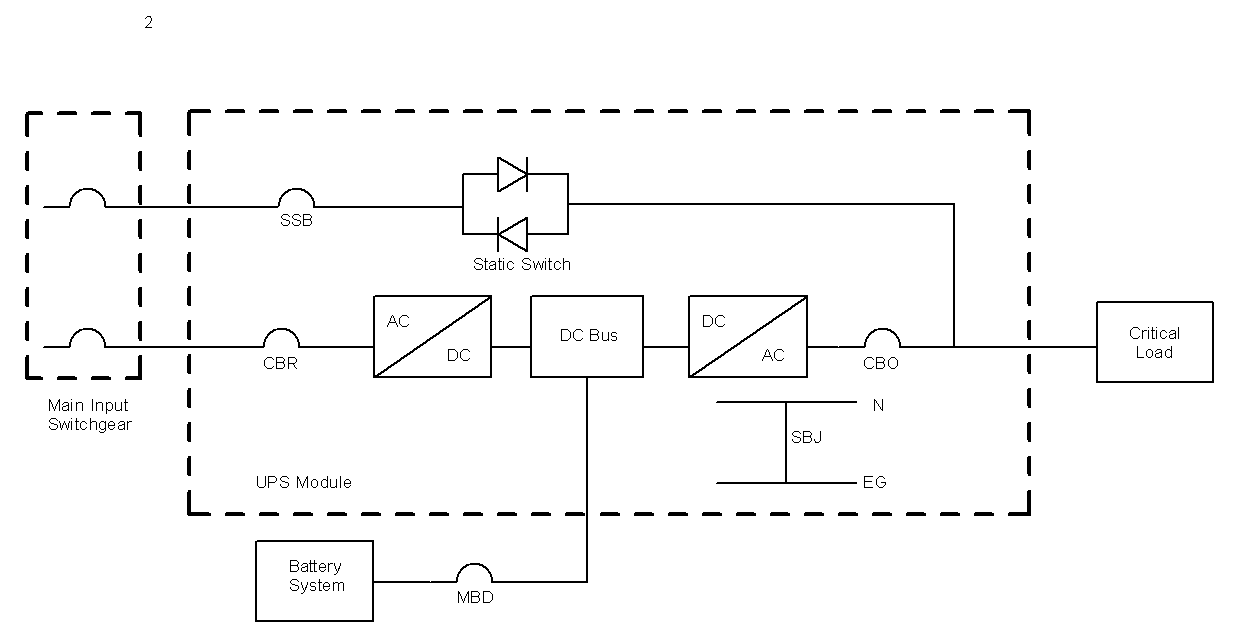 2
SSB
Static Switch
AC
DC
DC Bus
DC
AC
Critical
Load
CBR
CBO
Main Input
Switchgear
N
SBJ
UPS Module
EG
Battery
System
MBD